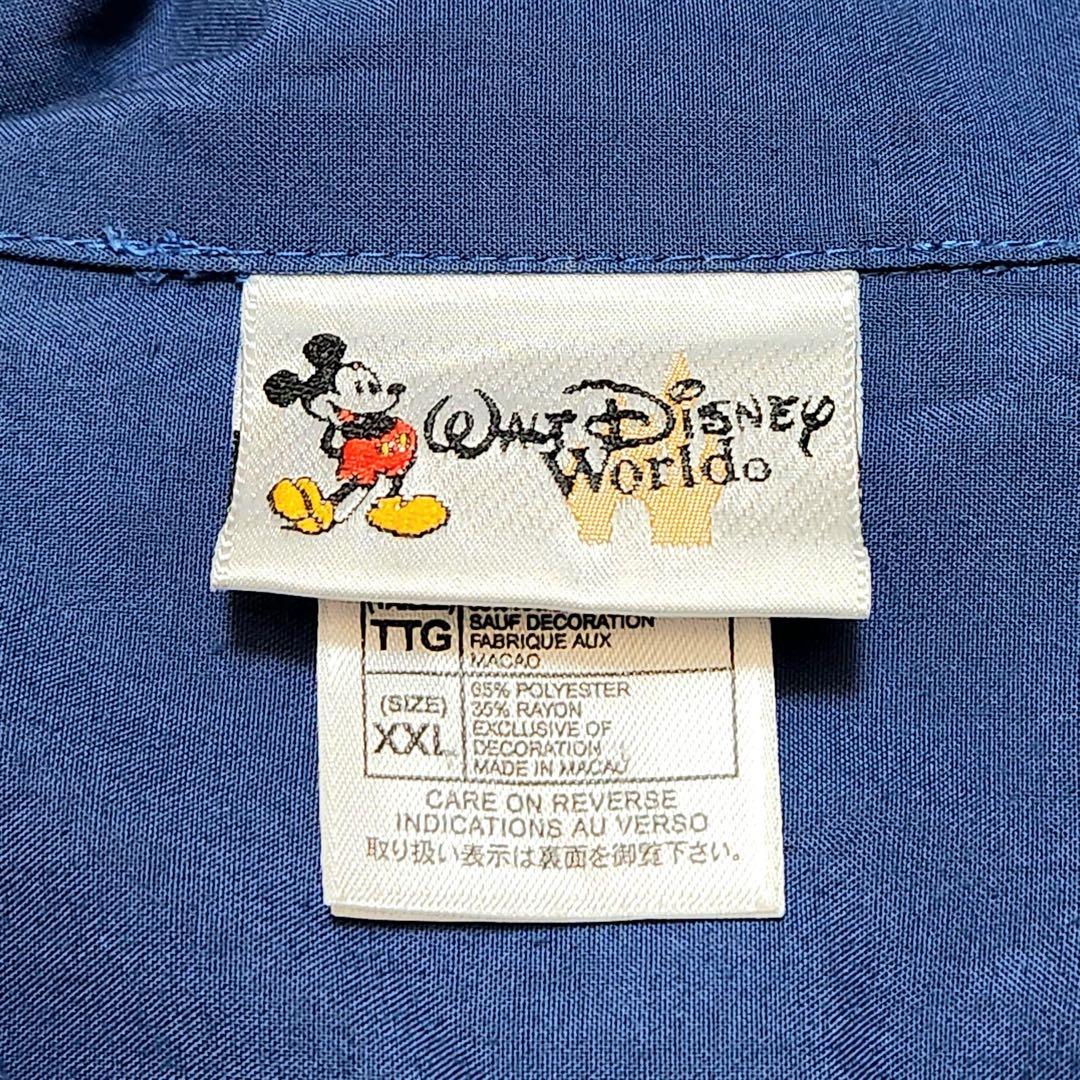 WALT DISNEY
World
TTG
SAUF DECORATION
FABRIQUE AUX
MACAO
(SIZE)
XXL
65% POLYESTER
35% RAYON
EXCLUSIVE OF
DECORATION
MADE IN MACAU
CARE ON REVERSE
INDICATIONS AU VERSO
取り扱い表示は裏面を御覧下さい。